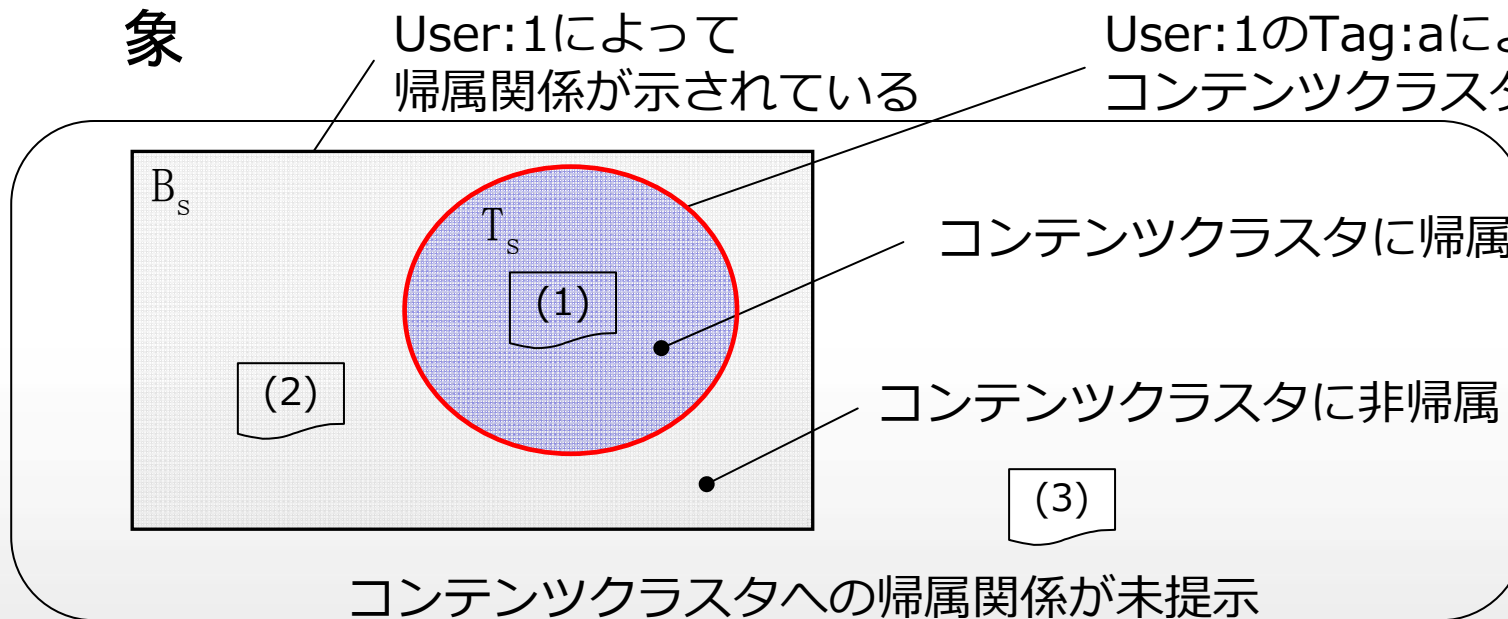 象
User:1によって
帰属関係が示されている
User:1のTag:aによ
コンテンツクラスタ
B_s
T_s
コンテンツクラスタに帰属
(1)
(2)
コンテンツクラスタに非帰属
(3)
コンテンツクラスタへの帰属関係が未提示